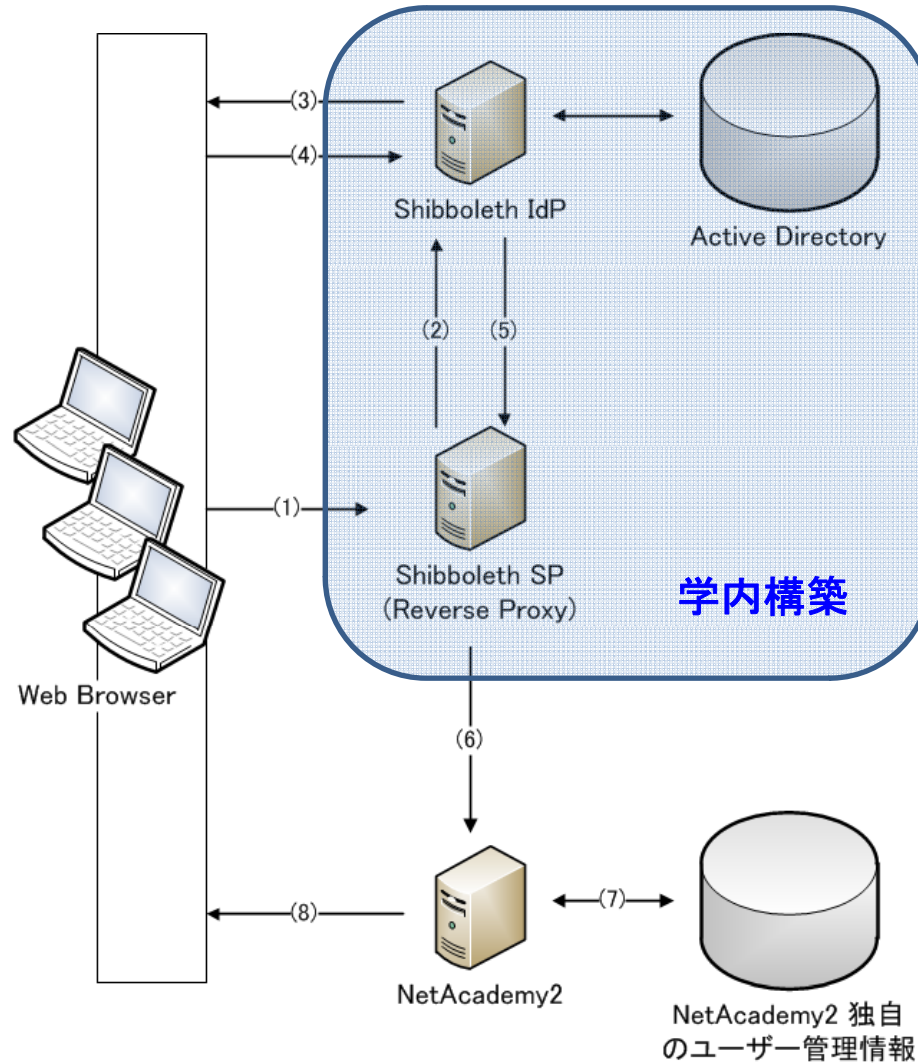 (3)
(4)
Shibboleth IdP
Active Directory
(2)
(5)
(1)
Shibboleth SP
(Reverse Proxy)
学内構築
Web Browser
(6)
(8)
(7)
NetAcademy2
NetAcademy2 独自
のユーザー管理情報